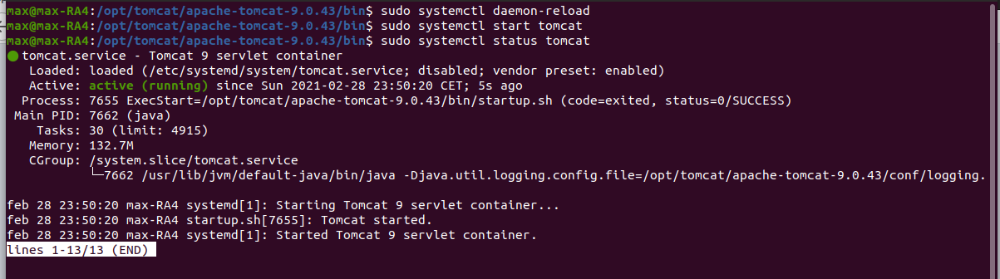 max@max-RA4:/opt/tomcat/apache-tomcat-9.0.43/bin$ sudo systemctl daemon-reload
max@max-RA4:/opt/tomcat/apache-tomcat-9.0.43/bin$ sudo systemctl start tomcat
max@max-RA4:/opt/tomcat/apache-tomcat-9.0.43/bin$ sudo systemctl status tomcat
● tomcat.service - Tomcat 9 servlet container
   Loaded: loaded (/etc/systemd/system/tomcat.service; disabled; vendor preset: enabled)
   Active: active (running) since Sun 2021-02-28 23:50:20 CET; 5s ago
  Process: 7655 ExecStart=/opt/tomcat/apache-tomcat-9.0.43/bin/startup.sh (code=exited, status=0/SUCCESS)
 Main PID: 7662 (java)
    Tasks: 30 (limit: 4915)
   Memory: 132.7M
   CGroup: /system.slice/tomcat.service
           └─7662 /usr/lib/jvm/default-java/bin/java -Djava.util.logging.config.file=/opt/tomcat/apache-tomcat-9.0.43/conf/logging.
feb 28 23:50:20 max-RA4 systemd[1]: Starting Tomcat 9 servlet container...
feb 28 23:50:20 max-RA4 startup.sh[7655]: Tomcat started.
feb 28 23:50:20 max-RA4 systemd[1]: Started Tomcat 9 servlet container.
lines 1-13/13 (END)